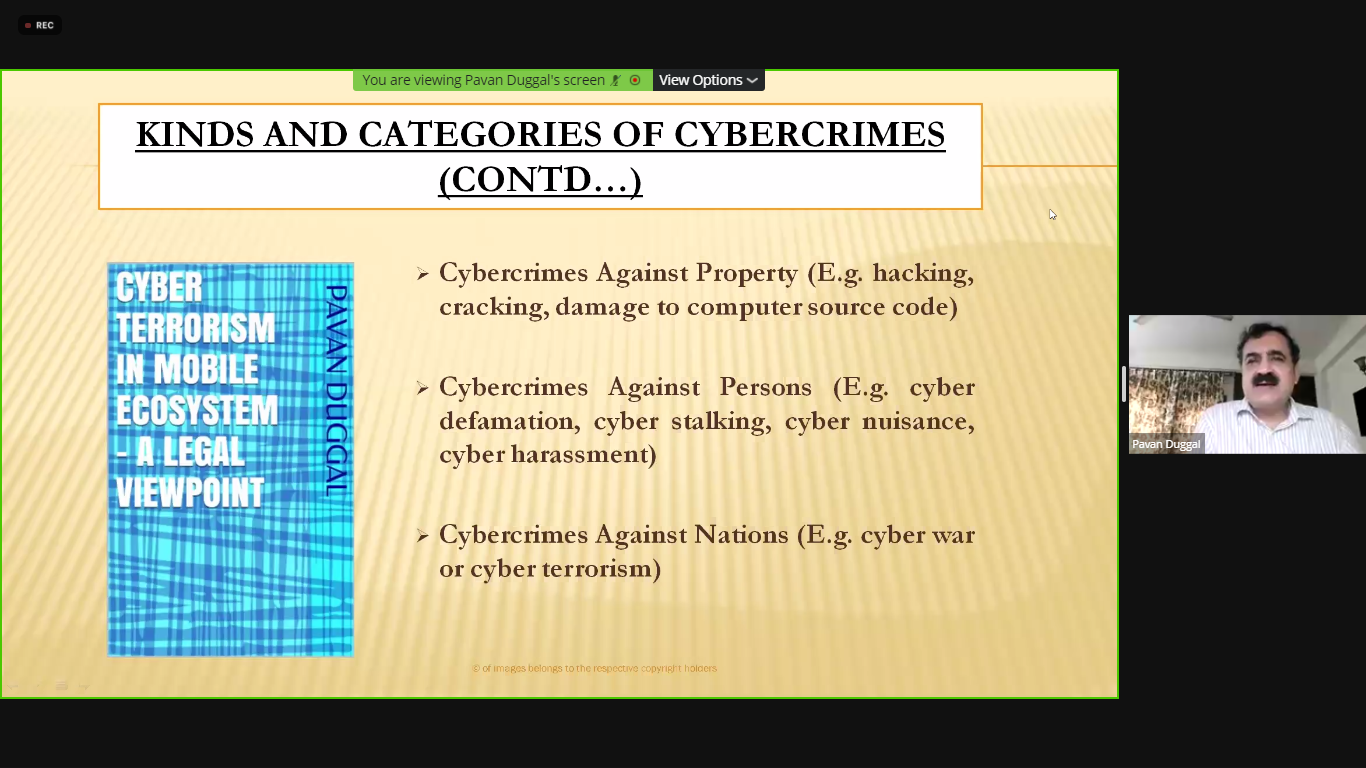 REC
You are viewing Pavan Duggal's screen
View Options
KINDS AND CATEGORIES OF CYBERCRIMES
(CONTD…)
CYBER
TERRORISM
IN MOBILE
ECOSYSTEM
- A LEGAL
VIEWPOINT
PAVAN DUGGAL
➢ Cybercrimes Against Property (E.g. hacking,
cracking, damage to computer source code)
➢ Cybercrimes Against Persons (E.g. cyber
defamation, cyber stalking, cyber nuisance,
cyber harassment)
➢ Cybercrimes Against Nations (E.g. cyber war
or cyber terrorism)
© of images belongs to the respective copyright holders
Pavan Duggal